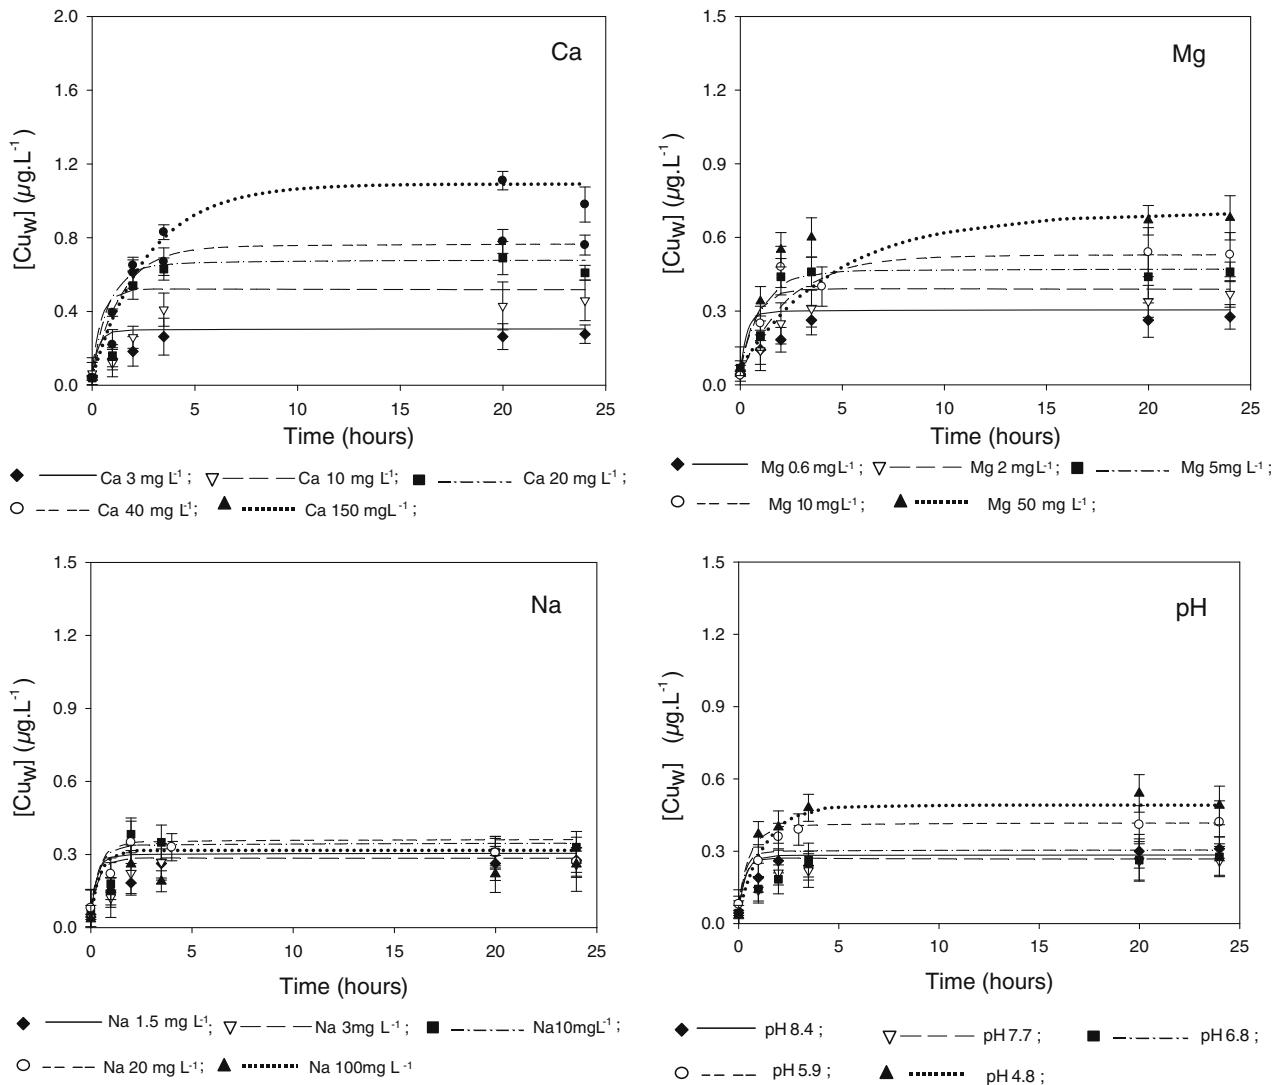 Ca
2.0
1.6
1.2
0.8
0.4
0.0
[Cuw] (µg.L-1)
0 5 10 15 20 25
Time (hours)
Ca 3 mg L-1 ; Ca 10 mg L-1; Ca 20 mg L-1 ;
Ca 40 mg L-1; Ca 150 mgL-1 ;
Mg
1.5
1.2
0.9
0.6
0.3
0.0
[Cuw] (µg.L-1)
0 5 10 15 20 25
Time (hours)
Mg 0.6 mgL-1 ; Mg 2 mgL-1; Mg 5mg L-1 ;
Mg 10 mgL-1; Mg 50 mg L-1;
Na
1.5
1.2
0.9
0.6
0.3
0.0
[Cuw] (µg.L-1)
0 5 10 15 20 25
Time (hours)
Na 1.5 mg L-1; Na 3mg L-1 ; Na10mgL-1 ;
Na 20 mg L-1; Na 100mg L-1
pH
1.5
1.2
0.9
0.6
0.3
0.0
[Cuw] (µg.L-1)
0 5 10 15 20 25
Time (hours)
pH 8.4 ; pH 7.7 ; pH 6.8 ;
pH 5.9 ; pH 4.8 ;